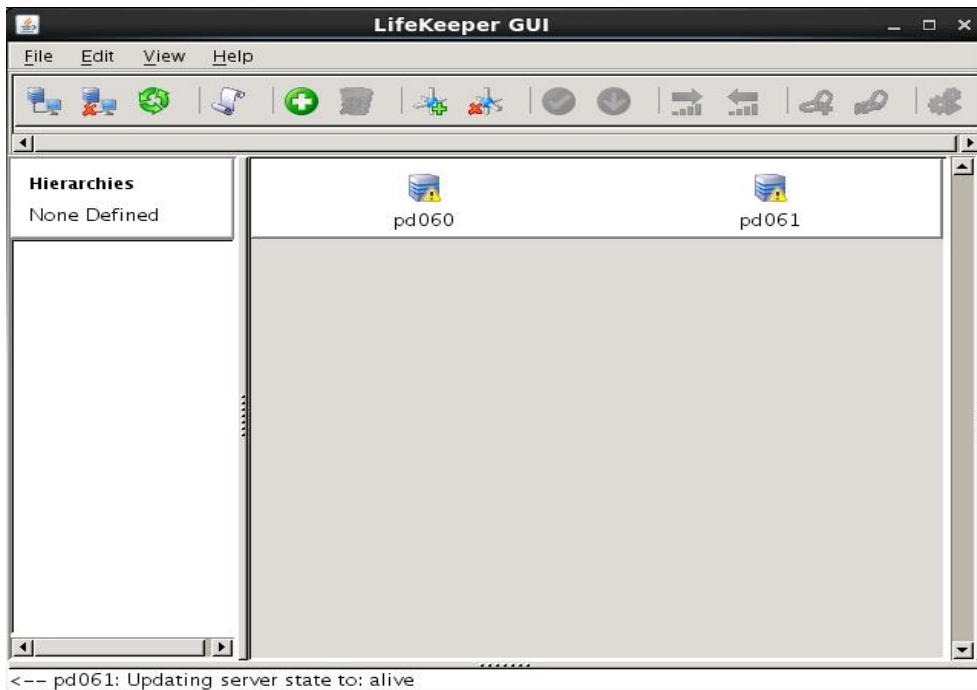 LifeKeeper GUI
File Edit View Help
Hierarchies
None Defined
pd060 pd061
<-- pd061: Updating server state to: alive